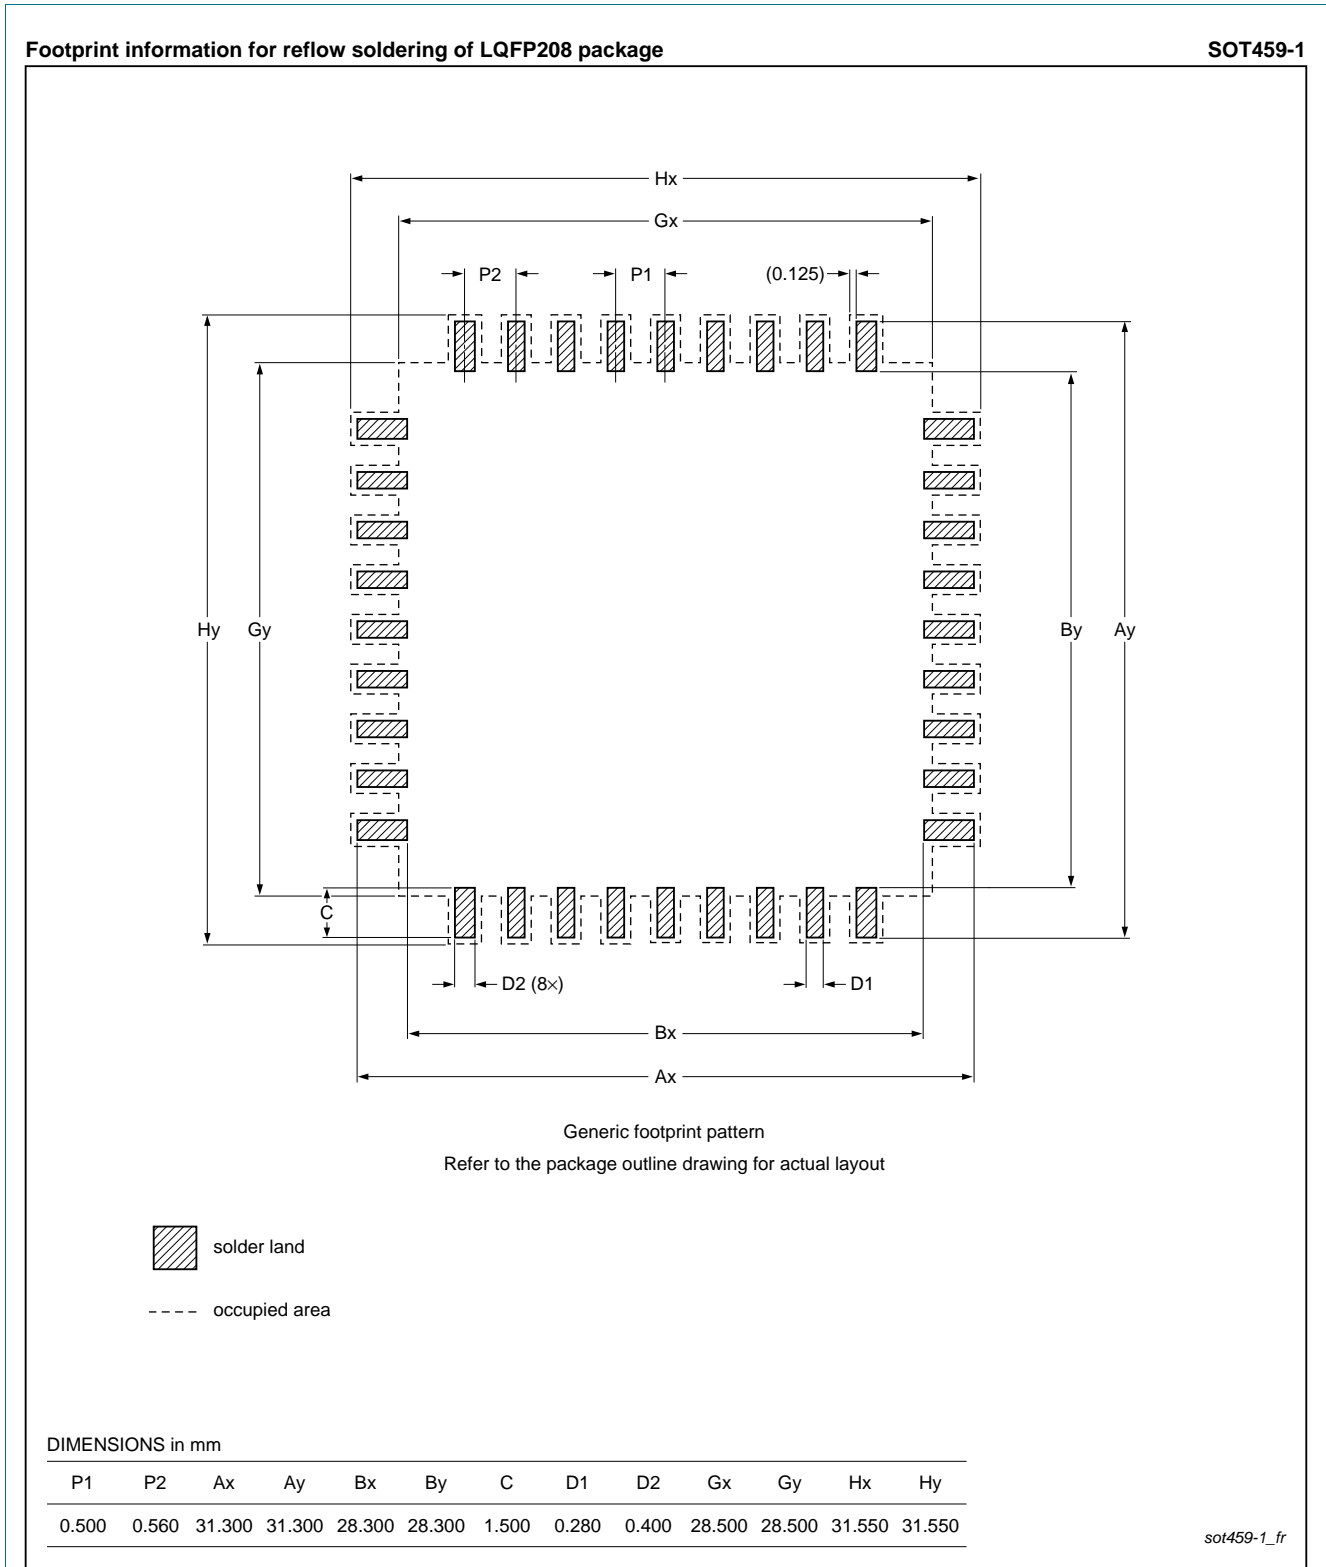 Footprint information for reflow soldering of LQFP208 package SOT459-1
Hx
Gx
P2 P1 (0.125)
Hy Gy By Ay
C
D2 (8×) D1
Bx
Ax
Generic footprint pattern
Refer to the package outline drawing for actual layout
solder land
occupied area
DIMENSIONS in mm
P1 P2 Ax Ay Bx By C D1 D2 Gx Gy Hx Hy
0.500 0.560 31.300 31.300 28.300 28.300 1.500 0.280 0.400 28.500 28.500 31.550 31.550
sot459-1_fr